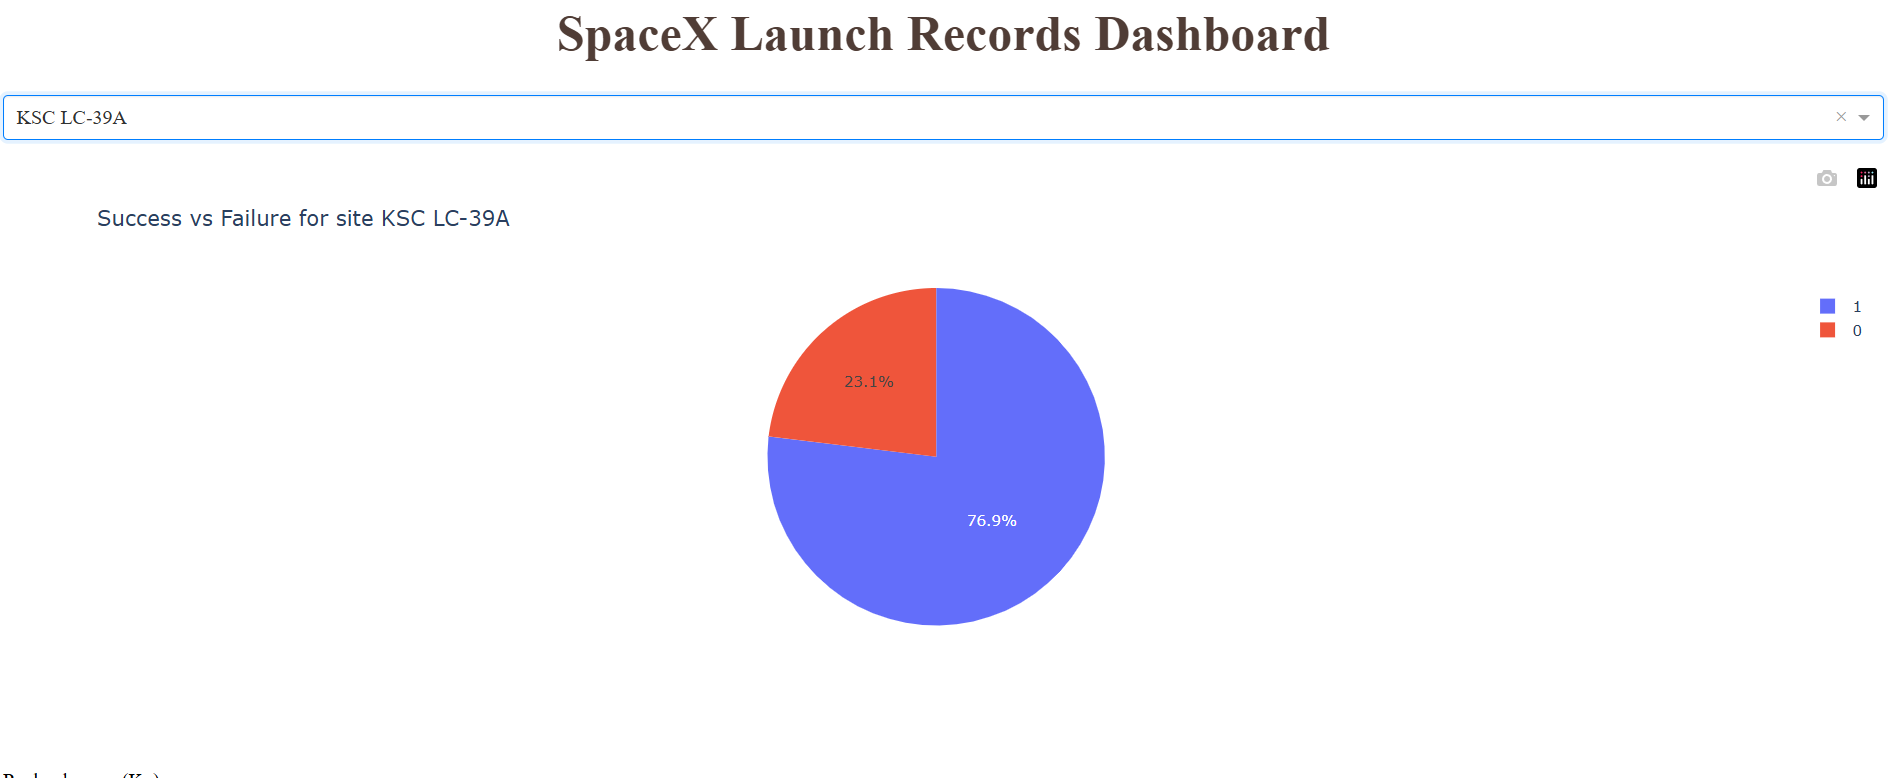 SpaceX Launch Records Dashboard
KSC LC-39A
Success vs Failure for site KSC LC-39A
1
0
23.1%
76.9%